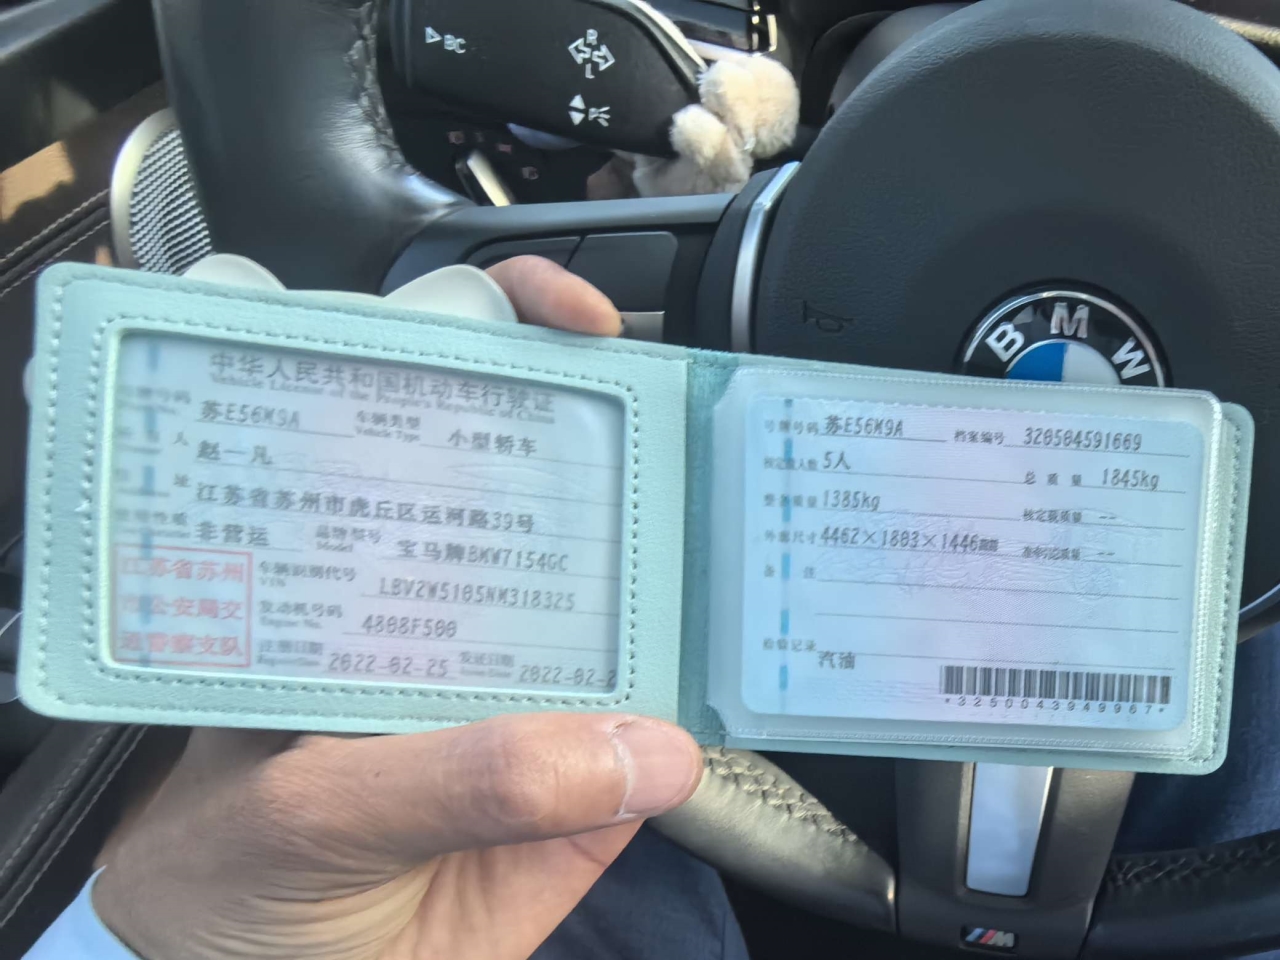 BC
R
L
B M W
中华人民共和国机动车行驶证
Vehicle License of the People's Republic of China
苏E56M9A 车辆类型 小型轿车
Vehicle Type
人 赵一凡
址 江苏省苏州市虎丘区运河路39号
非营运 品牌型号 宝马牌BMW7154GC
Model
江苏省苏州
市公安局交
通警察支队
车辆识别代号 LBV2W5105NM318325
VIN
发动机号码 4808F500
Engine No.
注册日期 2022-02-25 发证日期 2022-02-2
号牌号码 苏E56M9A 档案编号 320504591669
核定载人数 5人 总质量 1845kg
整备质量 1385kg 核定载质量 --
外廓尺寸 4462×1803×1446mm 准牵引总质量 --
备注
检验记录 汽油
*3250043949967*
M